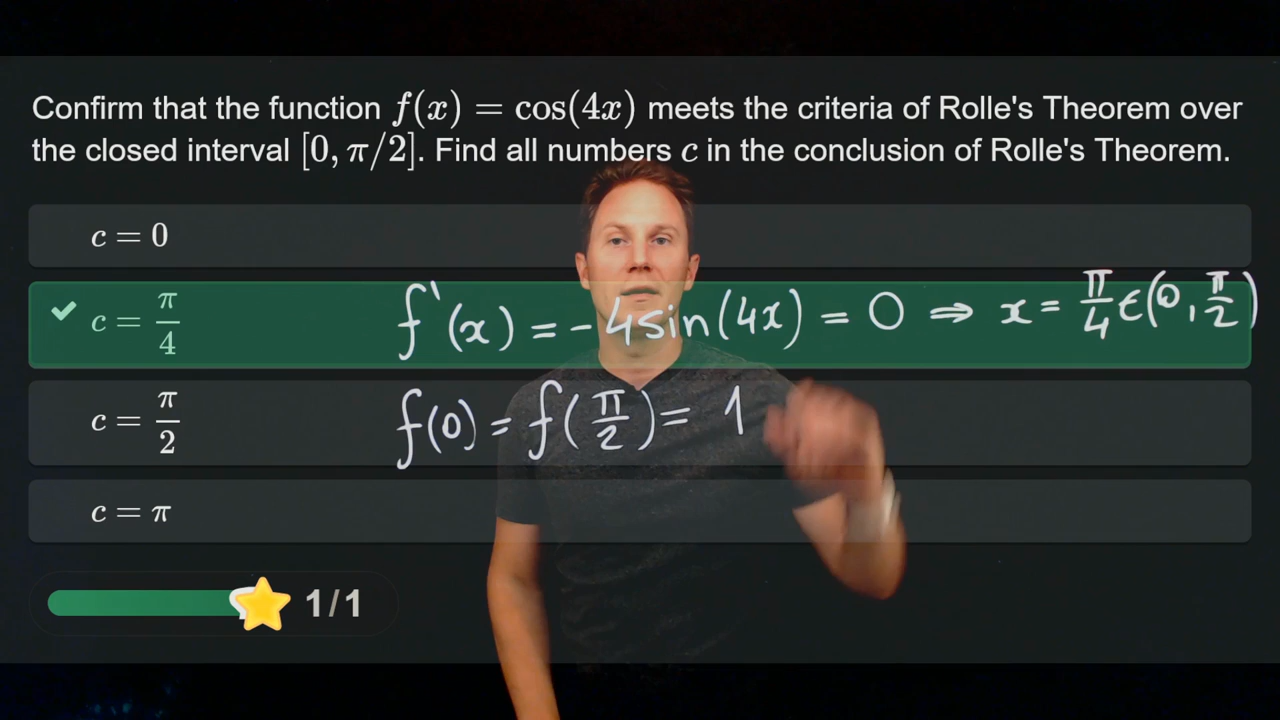 Confirm that the function f(x) = cos(4x) meets the criteria of Rolle's Theorem over
the closed interval [0, π/2]. Find all numbers c in the conclusion of Rolle's Theorem.
c = 0
c = π/4
f'(x) = -4sin(4x) = 0 ⇒ x = π/4 ∈ (0, π/2)
c = π/2
f(0) = f(π/2) = 1
c = π
1/1